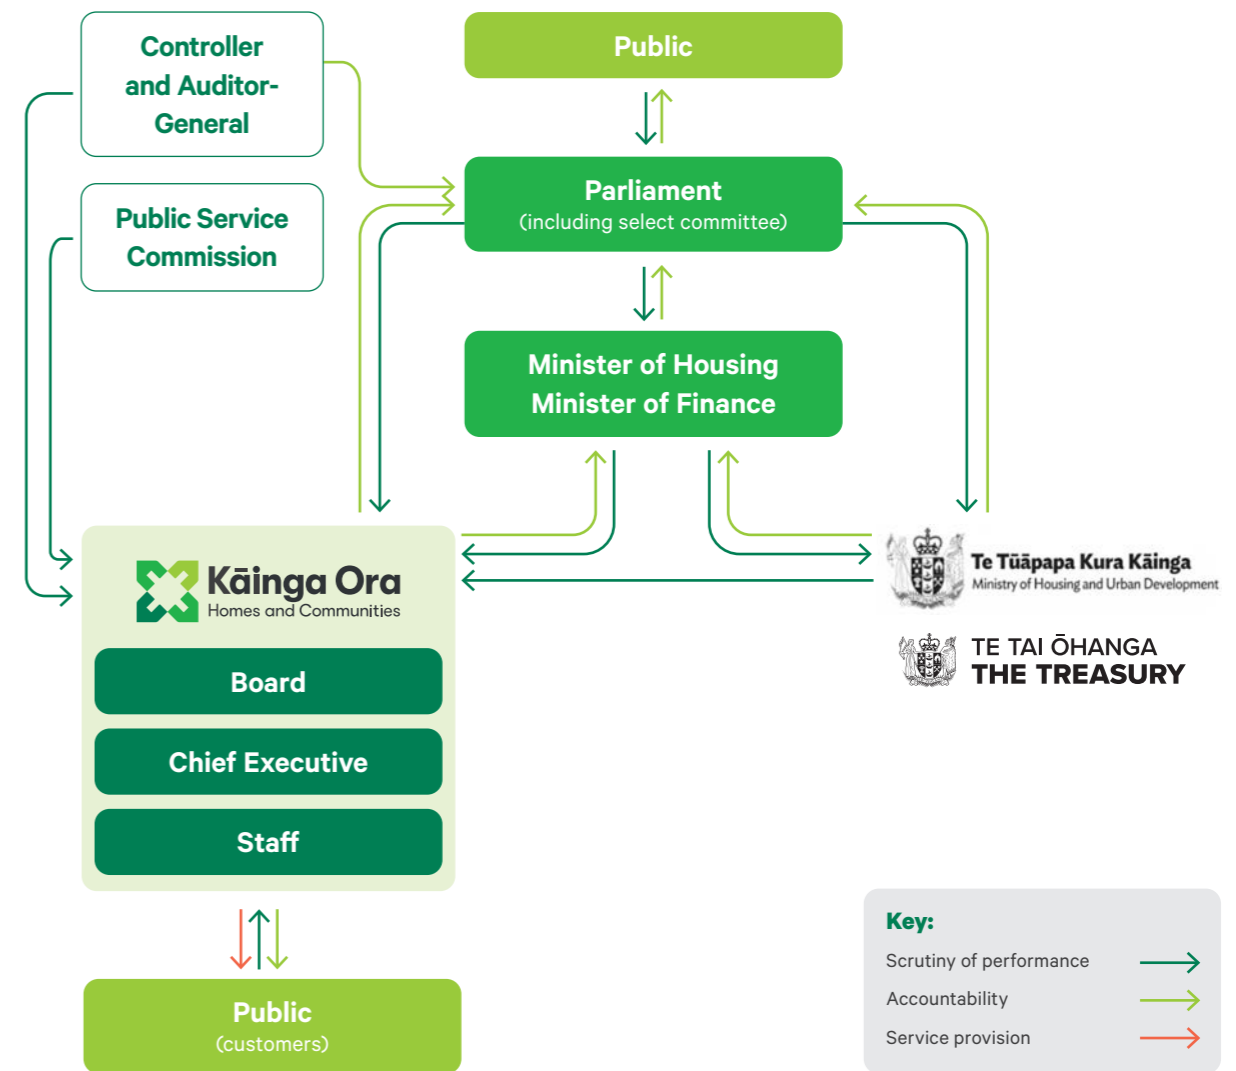 Controller
and Auditor-
General
Public
Public Service
Commission
Parliament
(including select committee)
Minister of Housing
Minister of Finance
Kāinga Ora
Homes and Communities
Board
Chief Executive
Staff
Te Tūāpapa Kura Kāinga
Ministry of Housing and Urban Development
TE TAI ŌHANGA
THE TREASURY
Public
(customers)
Key:
Scrutiny of performance
Accountability
Service provision